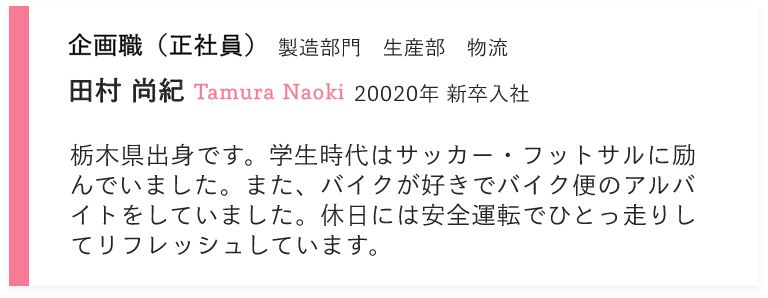 企画職（正社員） 製造部門　生産部　物流
田村 尚紀 Tamura Naoki 20020年 新卒入社
栃木県出身です。学生時代はサッカー・フットサルに励
んでいました。また、バイクが好きでバイク便のアルバ
イトをしていました。休日には安全運転でひとっ走りし
てリフレッシュしています。